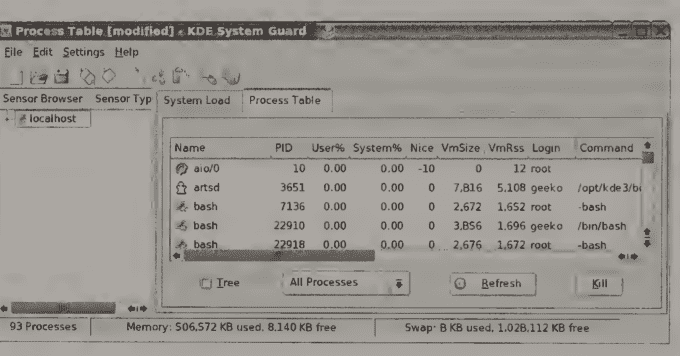 Process Table [modified] - KDE System Guard
File Edit Settings Help
Sensor Browser Sensor Typ System Load Process Table
localhost
Name PID User% System% Nice VmSize VmRss Login Command
aio/0 10 0.00 0.00 -10 0 12 root
artsd 3651 0.00 0.00 0 7,816 5,108 geeko /opt/kde3/bi
bash 7136 0.00 0.00 0 2,672 1,652 root -bash
bash 22910 0.00 0.00 0 3,856 1,696 geeko /bin/bash
bash 22918 0.00 0.00 0 2,676 1,672 root -bash
Tree All Processes Refresh Kill
93 Processes Memory: 506,572 KB used, 8,140 KB free Swap: 8 KB used, 1,028,112 KB free